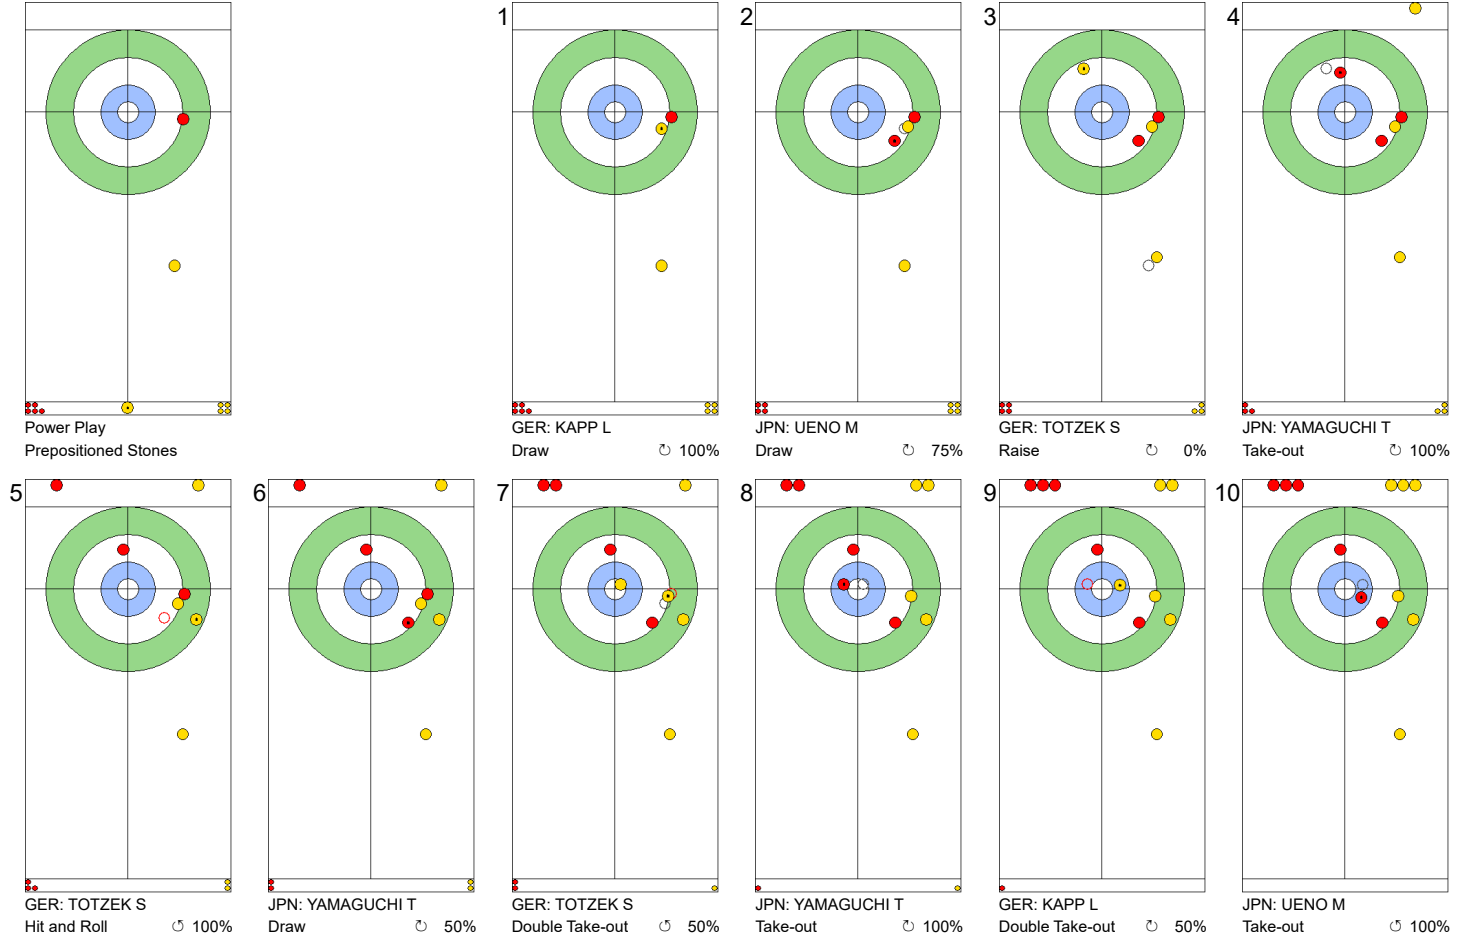 1
2
3
4
Power Play
Prepositioned Stones
GER: KAPP L
Draw 100%
JPN: UENO M
Draw 75%
GER: TOTZEK S
Raise 0%
JPN: YAMAGUCHI T
Take-out 100%
5
6
7
8
9
10
GER: TOTZEK S
Hit and Roll 100%
JPN: YAMAGUCHI T
Draw 50%
GER: TOTZEK S
Double Take-out 50%
JPN: YAMAGUCHI T
Take-out 100%
GER: KAPP L
Double Take-out 50%
JPN: UENO M
Take-out 100%